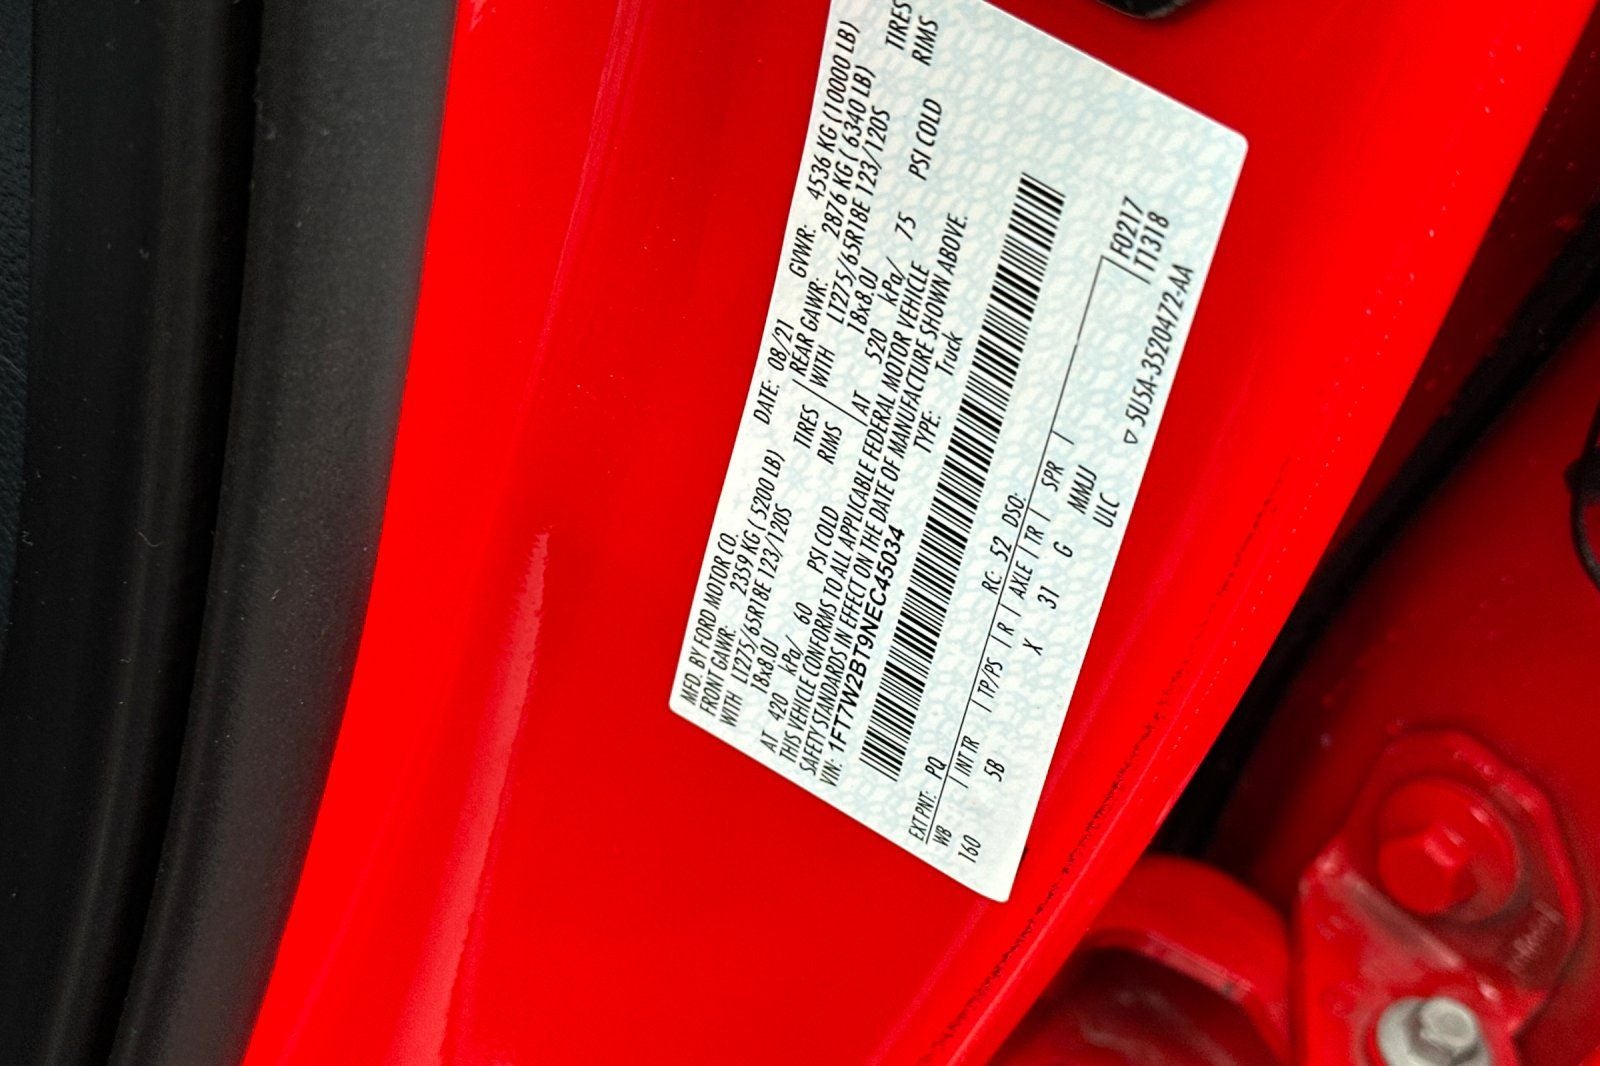 MFD. BY FORD MOTOR CO. DATE: 08/21 GVWR: 4536 KG (10000 LB)
FRONT GAWR: 2359 KG ( 5200 LB) REAR GAWR: 2876 KG ( 6340 LB)
WITH LT275/65R18E 123/120S TIRES WITH LT275/65R18E 123/120S TIRES
18x8.0J RIMS 18x8.0J RIMS
AT 420 kPa/ 60 PSI COLD AT 520 kPa/ 75 PSI COLD
THIS VEHICLE CONFORMS TO ALL APPLICABLE FEDERAL MOTOR VEHICLE
SAFETY STANDARDS IN EFFECT ON THE DATE OF MANUFACTURE SHOWN ABOVE.
VIN: 1FT7W2BT9NEC45034 TYPE: Truck
EXT PNT: PQ RC: 52 DSO: F0217
WB INT TR TP/PS R AXLE TR SPR TT318
160 5B X 31 G MMJJ
ULC
▽ 5U5A-3520472-AA